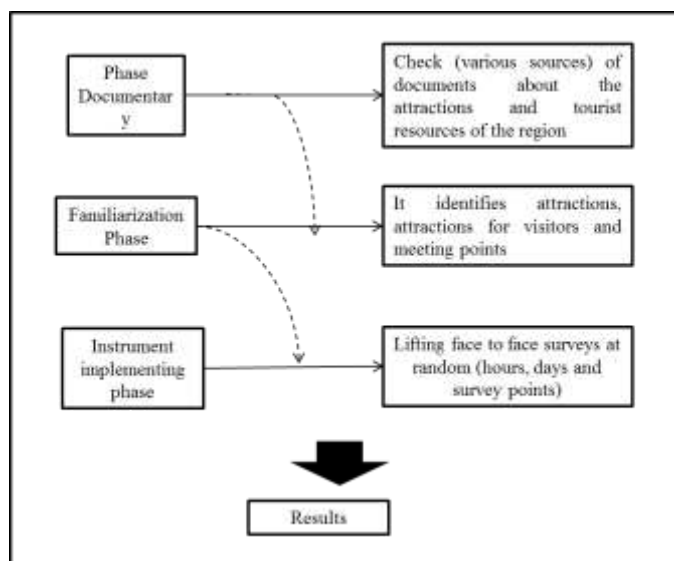 Phase
Documentar
y
Check (various sources) of
documents about the
attractions and tourist
resources of the region
Familiarization
Phase
It identifies attractions,
attractions for visitors and
meeting points
Instrument
implementing
phase
Lifting face to face surveys at
random (hours, days and
survey points)
Results